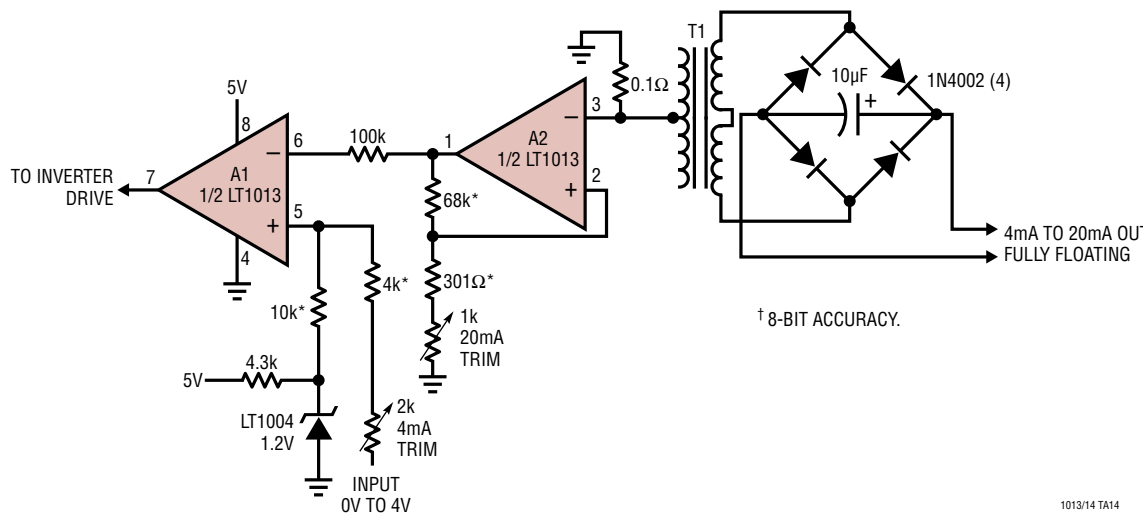 T1
10µF
+
1N4002 (4)
0.1Ω
5V
8
6
100k
1
A2
1/2 LT1013
3
–
2
+
TO INVERTER
DRIVE
7
A1
1/2 LT1013
–
5
+
4
68k*
4mA TO 20mA OUT
FULLY FLOATING
10k*
4k*
301Ω*
1k
20mA
TRIM
† 8-BIT ACCURACY.
5V
4.3k
LT1004
1.2V
2k
4mA
TRIM
INPUT
0V TO 4V
1013/14 TA14